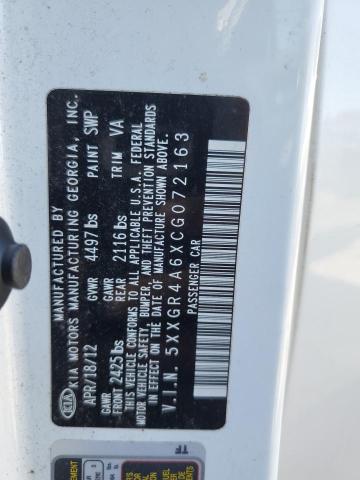 KIA
MANUFACTURED BY
KIA MOTORS MANUFACTURING GEORGIA, INC.
APR/18/12 GVWR 4497 lbs PAINT SWP
GAWR FRONT 2425 lbs GAWR REAR 2116 lbs TRIM VA
THIS VEHICLE CONFORMS TO ALL APPLICABLE U.S.A. FEDERAL
MOTOR VEHICLE SAFETY, BUMPER, AND THEFT PREVENTION STANDARDS
IN EFFECT ON THE DATE OF MANUFACTURE SHOWN ABOVE.
V.I.N. 5XXGR4A6XCG072163
PASSENGER CAR